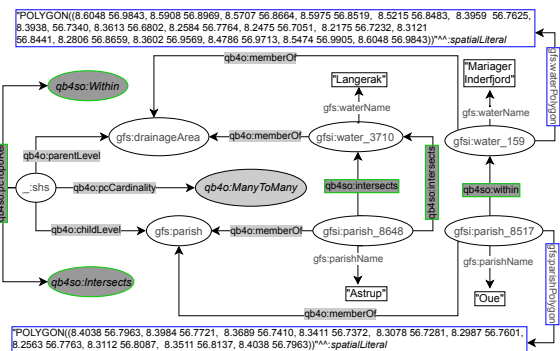 "POLYGON((8.6048 56.9843, 8.5908 56.8969, 8.5707 56.8664, 8.5975 56.8519, 8.5215 56.8483, 8.3959 56.7625,
8.3938, 56.7340, 8.3613 56.6802, 8.2584 56.7764, 8.2475 56.7051, 8.2175 56.7232, 8.3121
56.8441, 8.2806 56.8659, 8.3602 56.9569, 8.4786 56.9713, 8.5474 56.9905, 8.6048 56.9843))"^^:spatialLiteral
gfs:waterPolygon
qb4o:memberOf
"Langerak"
"Mariager
Inderfjord"
qb4so:Within
gfs:waterName
gfs:waterName
gfs:drainageArea
qb4o:memberOf
gfsi:water_3710
gfsi:water_159
qb4o:parentLevel
_:shs
qb4o:pcCardinality
qb4o:ManyToMany
qb4so:intersects
qb4so:intersects
qb4so:within
qb4o:childLevel
gfs:parish
qb4o:memberOf
gfsi:parish_8648
gfsi:parish_8517
gfs:parishName
gfs:parishName
gfs:parishPolygon
qb4so:Intersects
"Astrup"
"Oue"
qb4o:memberOf
"POLYGON((8.4038 56.7963, 8.3984 56.7721, 8.3689 56.7410, 8.3411 56.7372, 8.3078 56.7281, 8.2987 56.7601,
8.2563 56.7763, 8.3112 56.8087, 8.3511 56.8137, 8.4038 56.7963))"^^:spatialLiteral